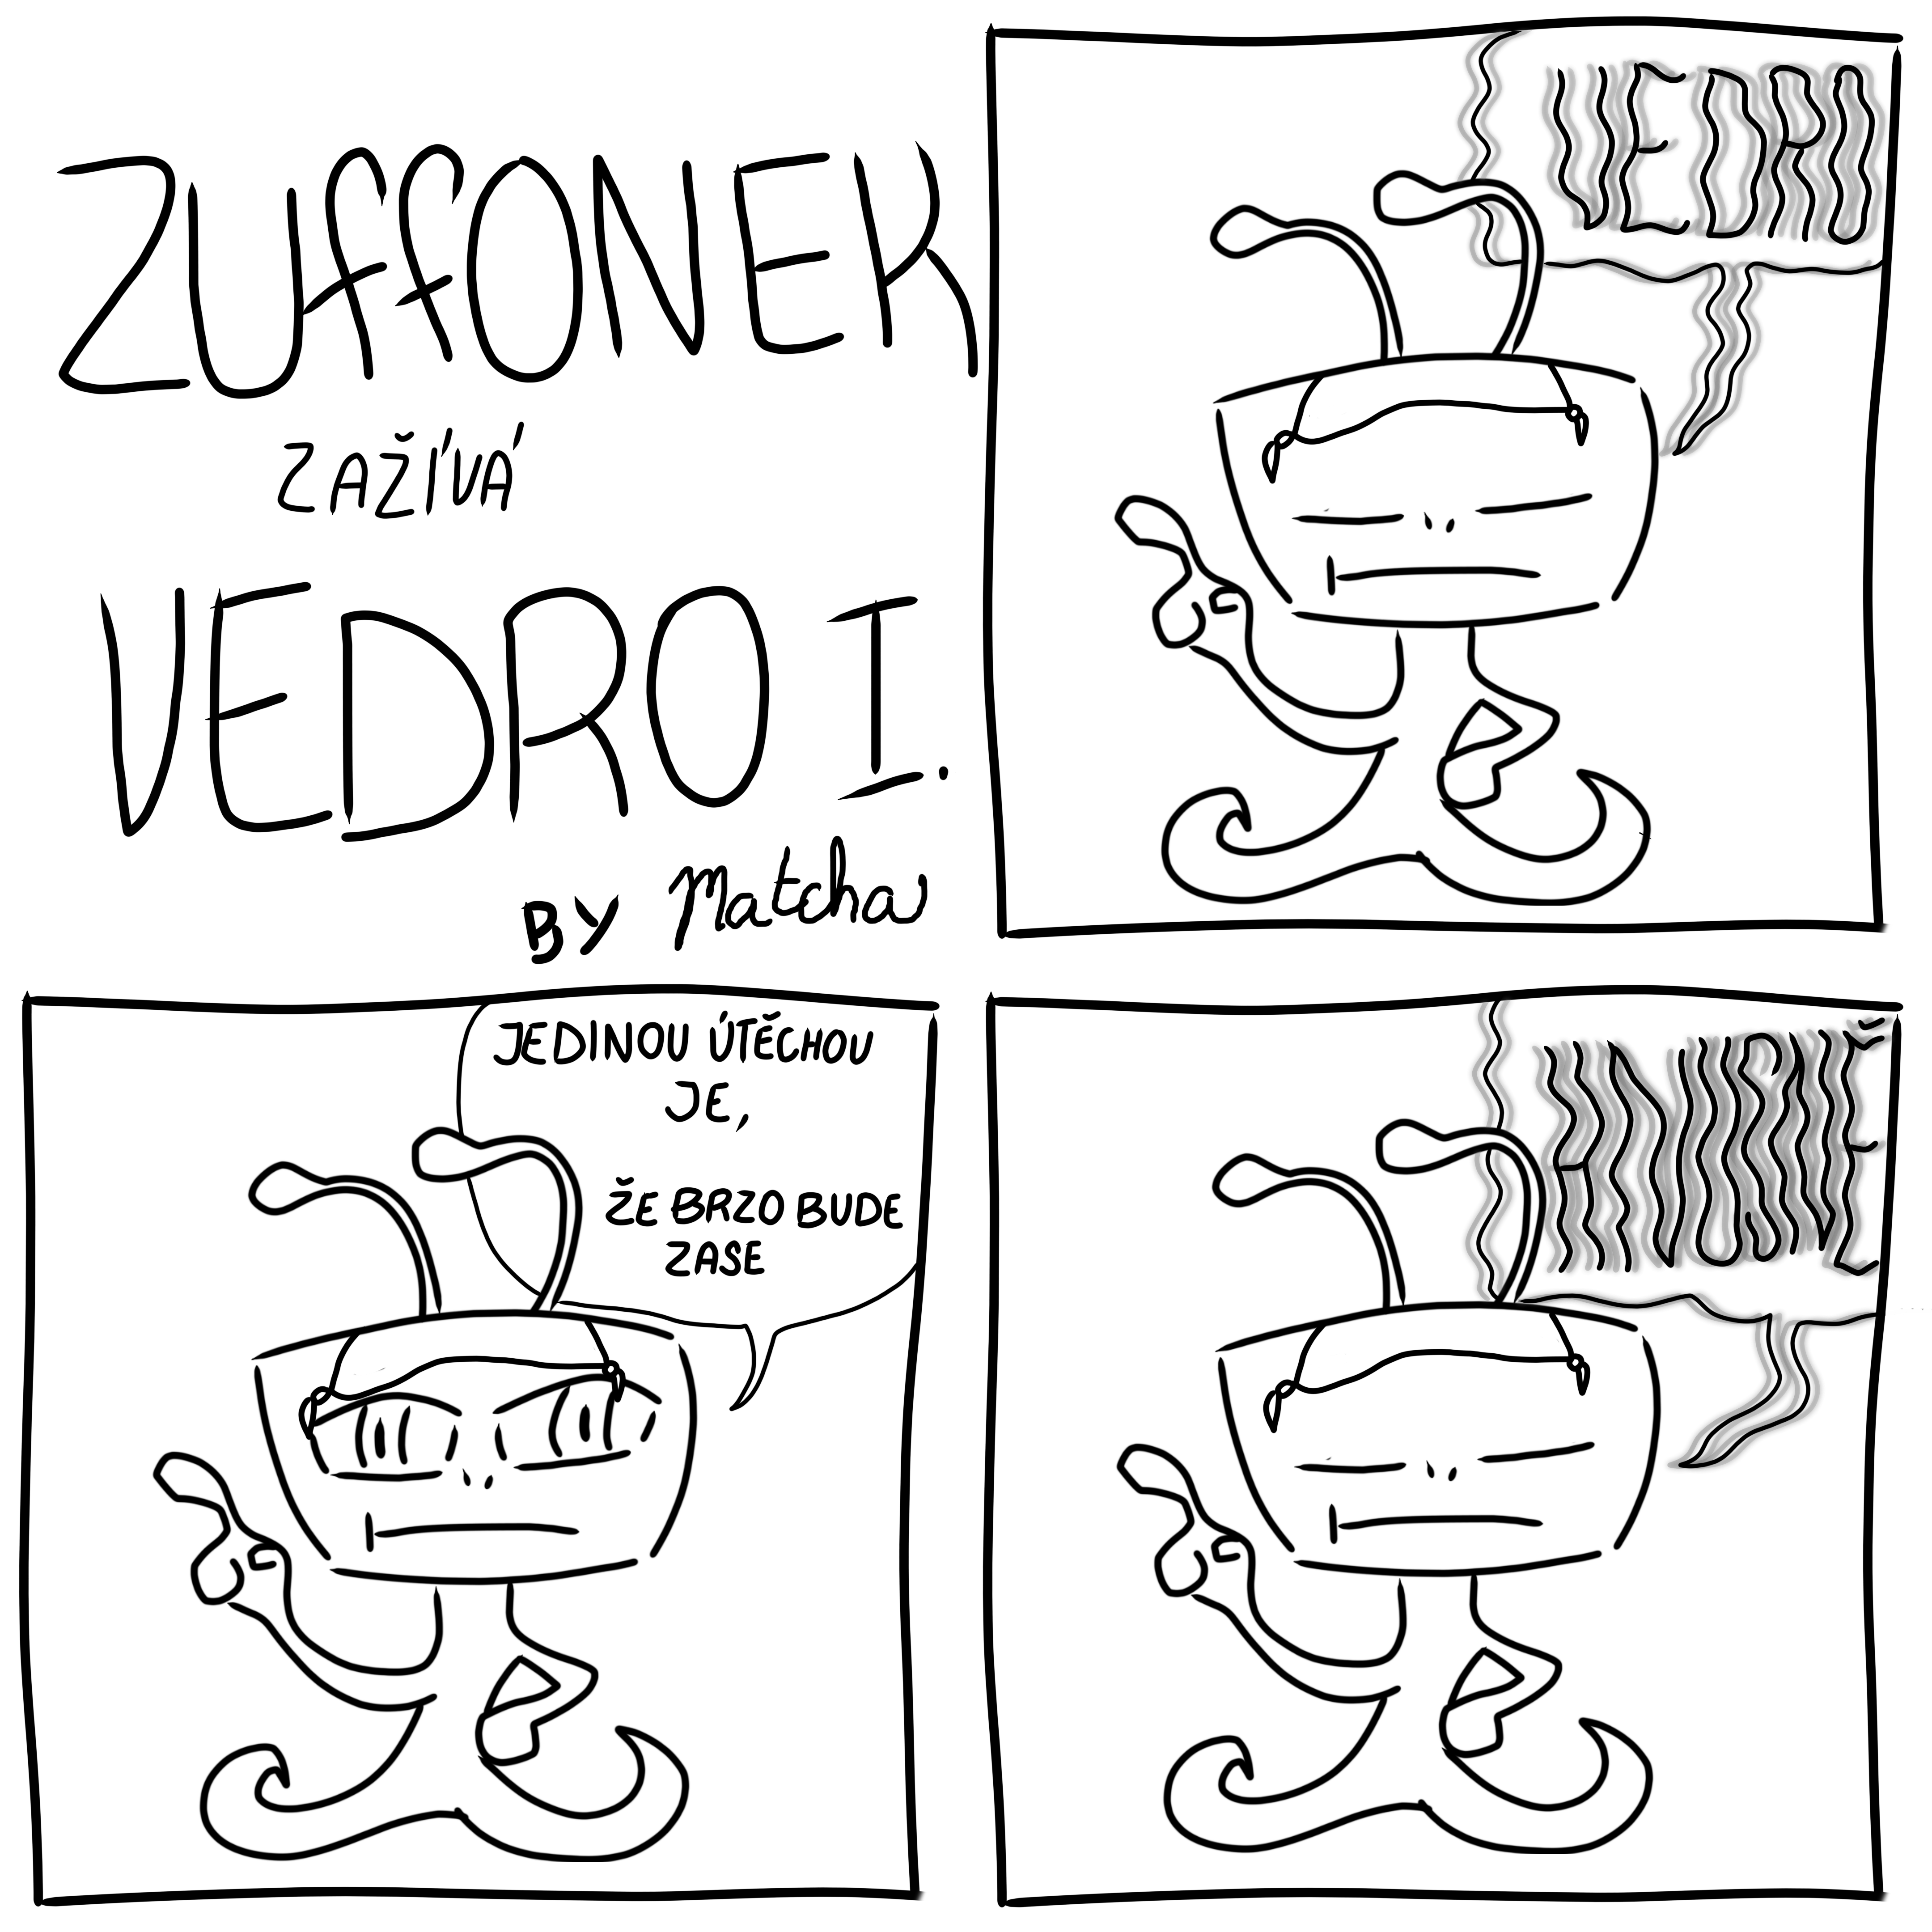 ZUFFONEK
ZAŽÍVÁ
VEDRO I.
BY Matcha
VEDRO
JEDINOU ÚTĚCHOU
JE,
ŽE BRZO BUDE
ZASE
HNUSNĚ